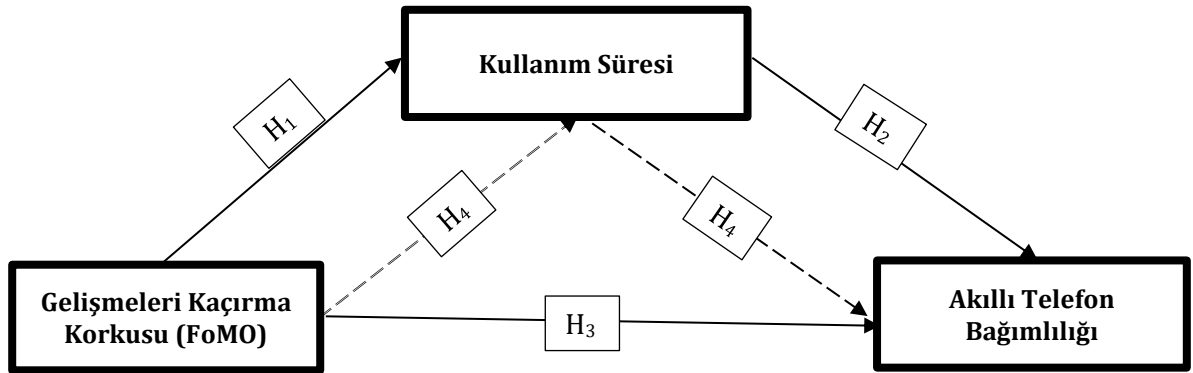 Kullanım Süresi
H₁
H₂
H₄
H₄
Gelişmeleri Kaçırma
Korkusu (FoMO)
H₃
Akıllı Telefon
Bağımlılığı